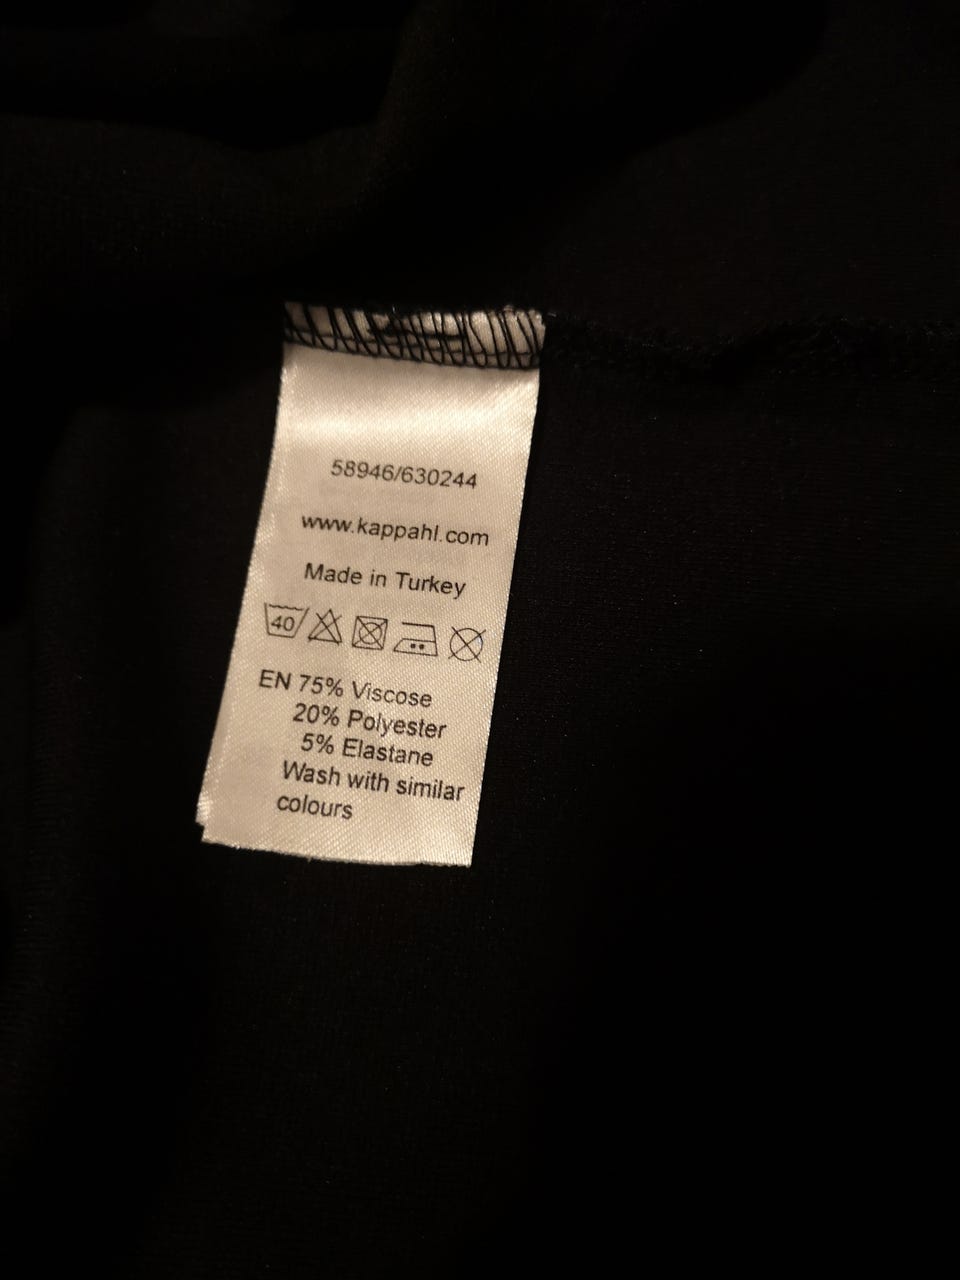 58946/630244
www.kappahl.com
Made in Turkey
40
EN 75% Viscose
20% Polyester
5% Elastane
Wash with similar
colours